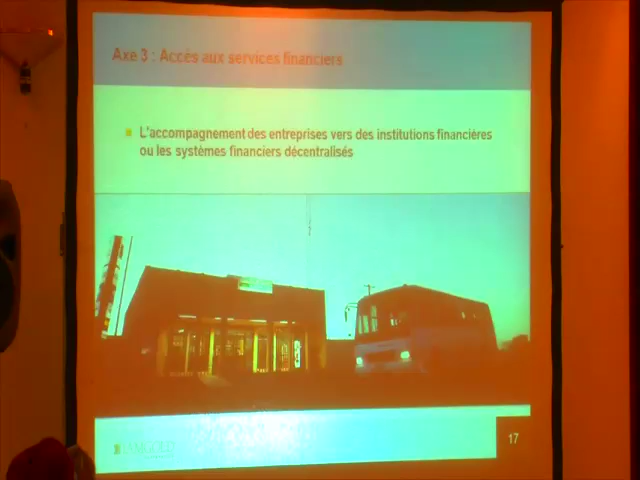 Axe 3 : Accès aux services financiers
L'accompagnement des entreprises vers des institutions financières
ou les systèmes financiers décentralisés
IAMGOLD
17